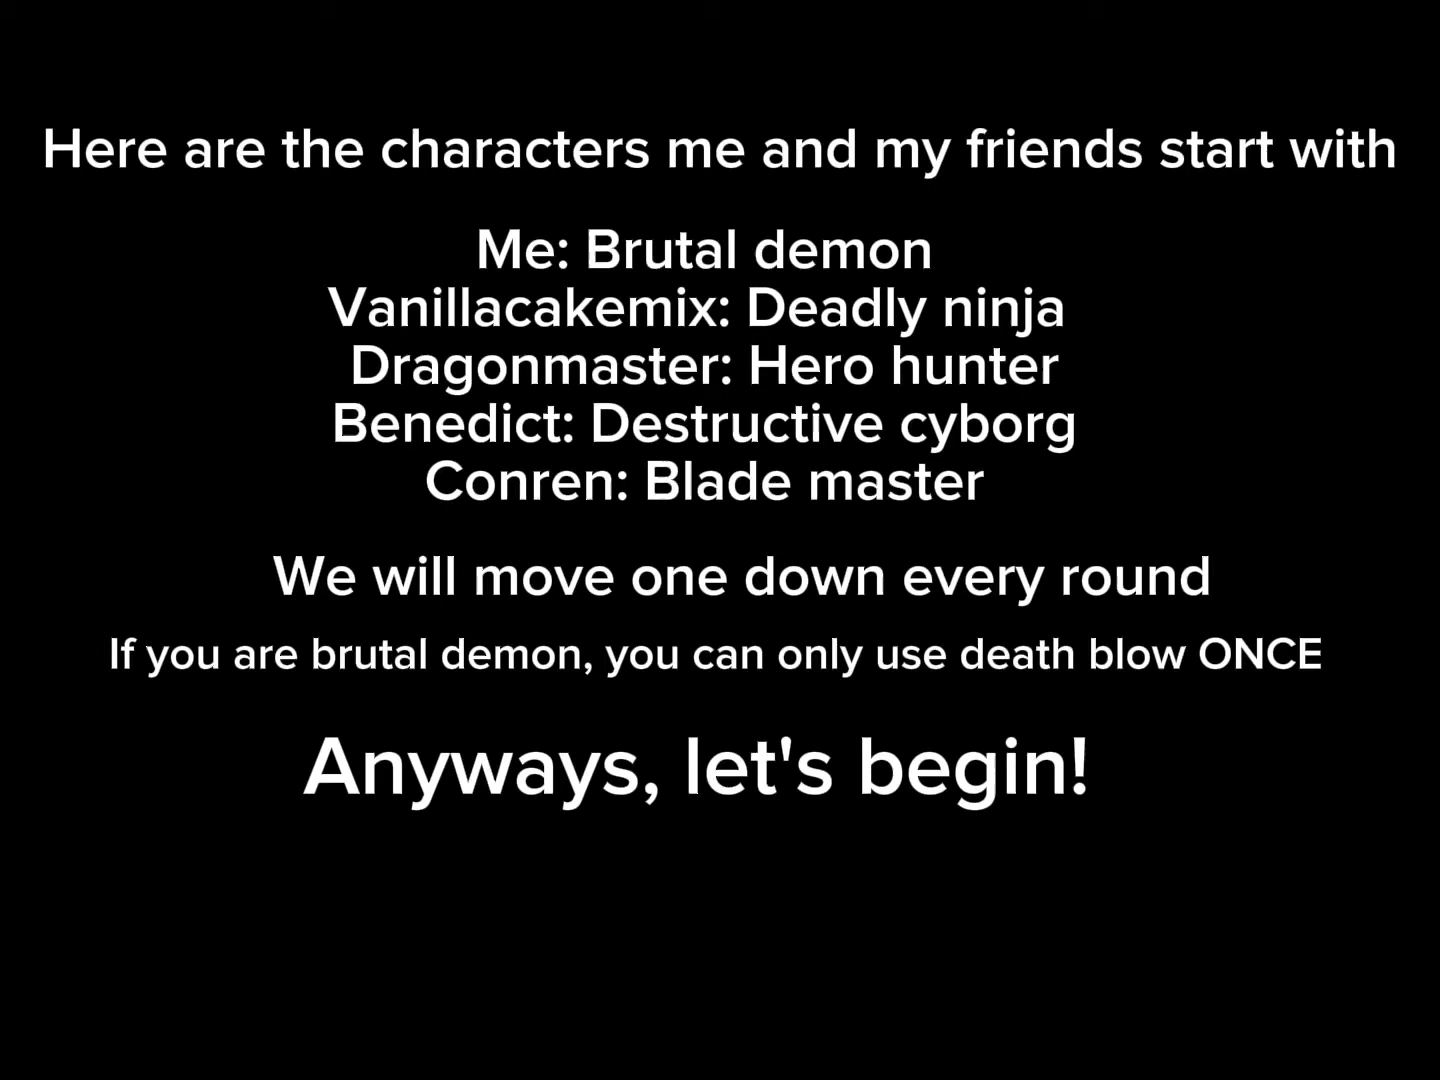 Here are the characters me and my friends start with
Me: Brutal demon
Vanillacakemix: Deadly ninja
Dragonmaster: Hero hunter
Benedict: Destructive cyborg
Conren: Blade master
We will move one down every round
If you are brutal demon, you can only use death blow ONCE
Anyways, let's begin!